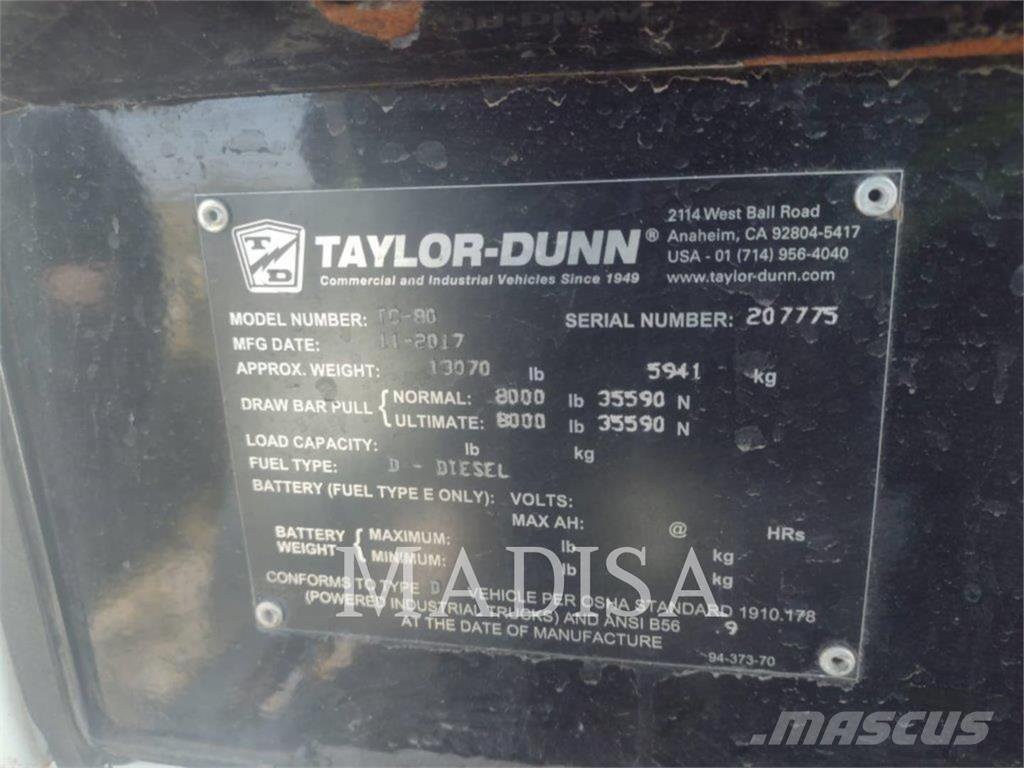 TD
TAYLOR-DUNN®
Commercial and Industrial Vehicles Since 1949
2114 West Ball Road
Anaheim, CA 92804-5417
USA - 01 (714) 956-4040
www.taylor-dunn.com
MODEL NUMBER: TC-80 SERIAL NUMBER: 207775
MFG DATE: 11-2017
APPROX. WEIGHT: 13070 lb 5941 kg
DRAW BAR PULL { NORMAL: 8000 lb 35590 N
ULTIMATE: 8000 lb 35590 N
LOAD CAPACITY: lb kg
FUEL TYPE: D - DIESEL
BATTERY (FUEL TYPE E ONLY): VOLTS:
MAX AH: @ HRs
BATTERY WEIGHT { MAXIMUM: lb kg
MINIMUM: lb kg
CONFORMS TO TYPE D VEHICLE PER OSHA STANDARD 1910.178
(POWERED INDUSTRIAL TRUCKS) AND ANSI B56 .9
AT THE DATE OF MANUFACTURE
94-373-70
MADISA
MASCUS